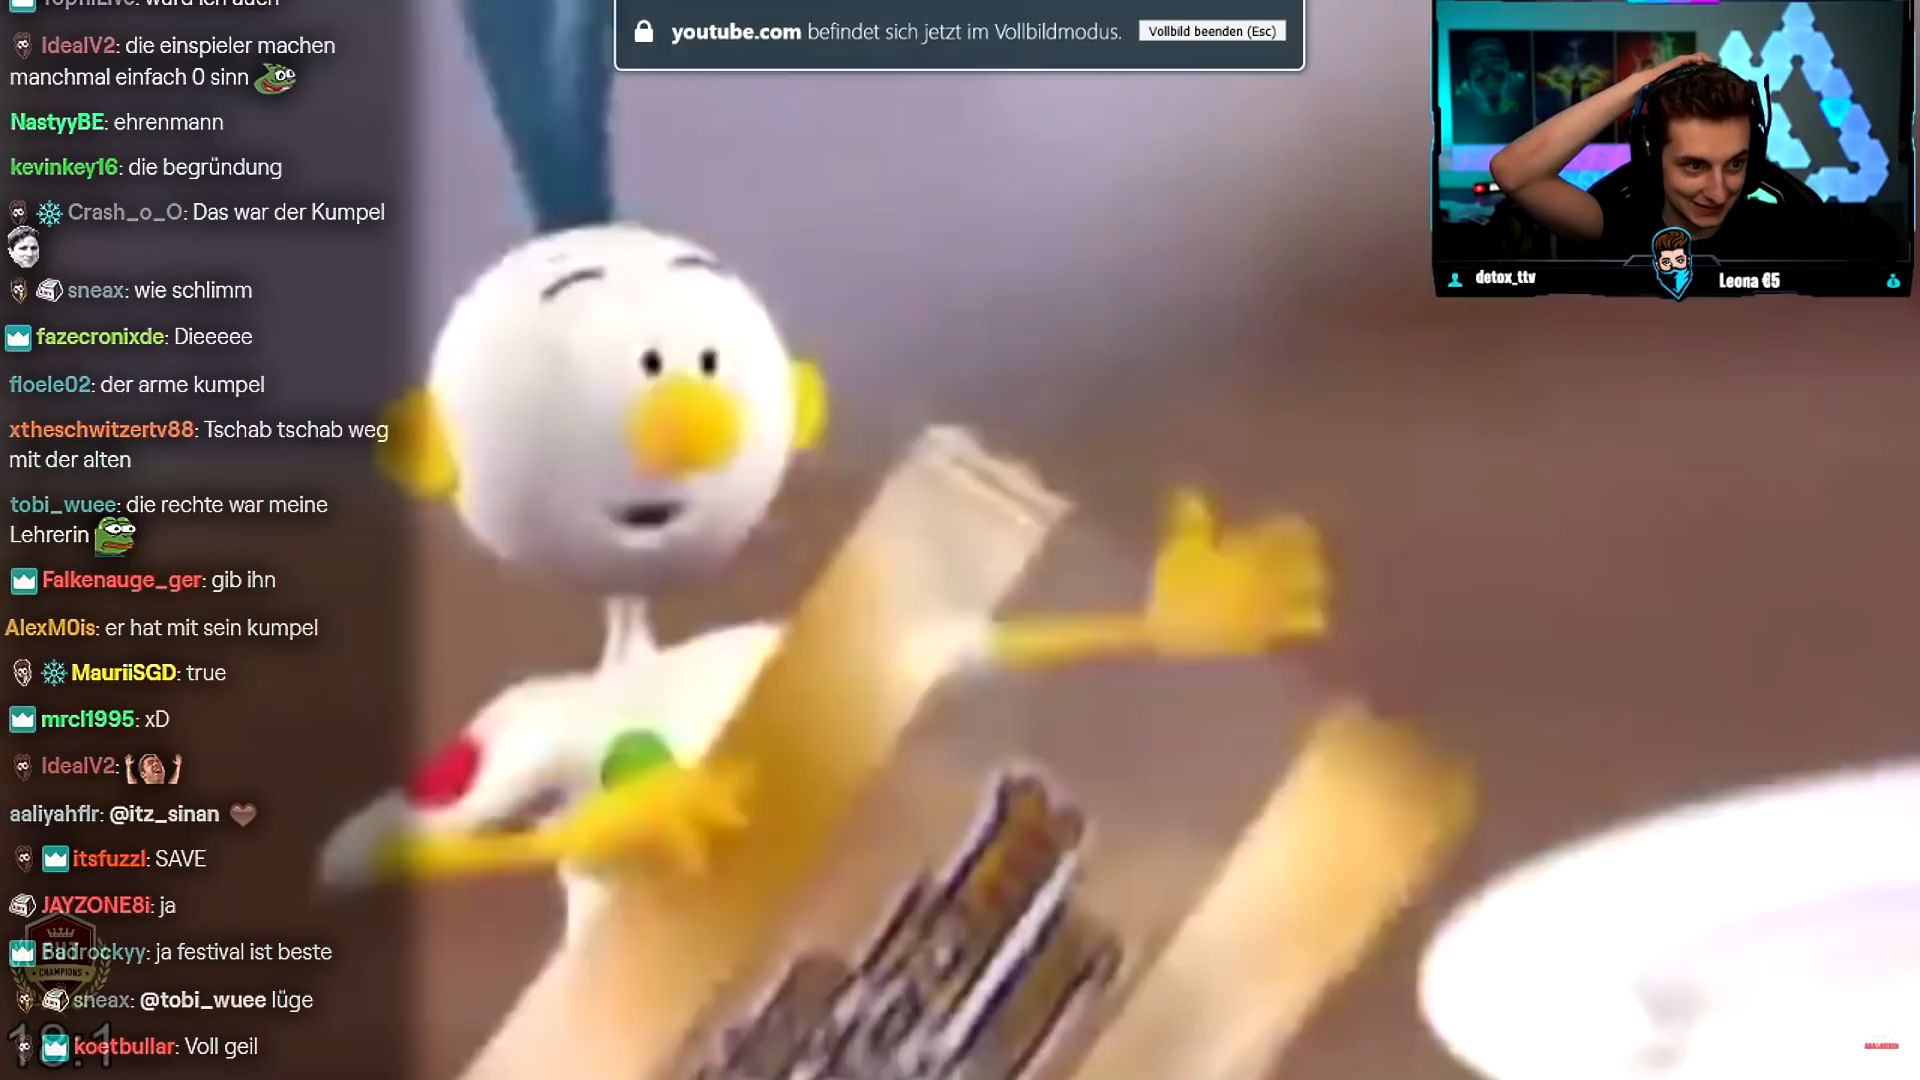 IdealV2: die einspieler machen
manchmal einfach 0 sinn
NastyyBE: ehrenmann
kevinkey16: die begründung
Crash_o_O: Das war der Kumpel
sneax: wie schlimm
fazecronixde: Dieeeee
floele02: der arme kumpel
xtheschwitzertv88: Tschab tschab weg
mit der alten
tobi_wuee: die rechte war meine
Lehrerin
Falkenauge_ger: gib ihn
AlexM0is: er hat mit sein kumpel
MauriiSGD: true
mrcl1995: xD
IdealV2:
aaliyahflr: @itz_sinan
itsfuzzl: SAVE
JAYZONE8i: ja
Badrockyy: ja festival ist beste
CHAMPIONS
sneax: @tobi_wuee lüge
koetbullar: Voll geil
youtube.com befindet sich jetzt im Vollbildmodus.
Vollbild beenden (Esc)
detox_ttv
Leona €5